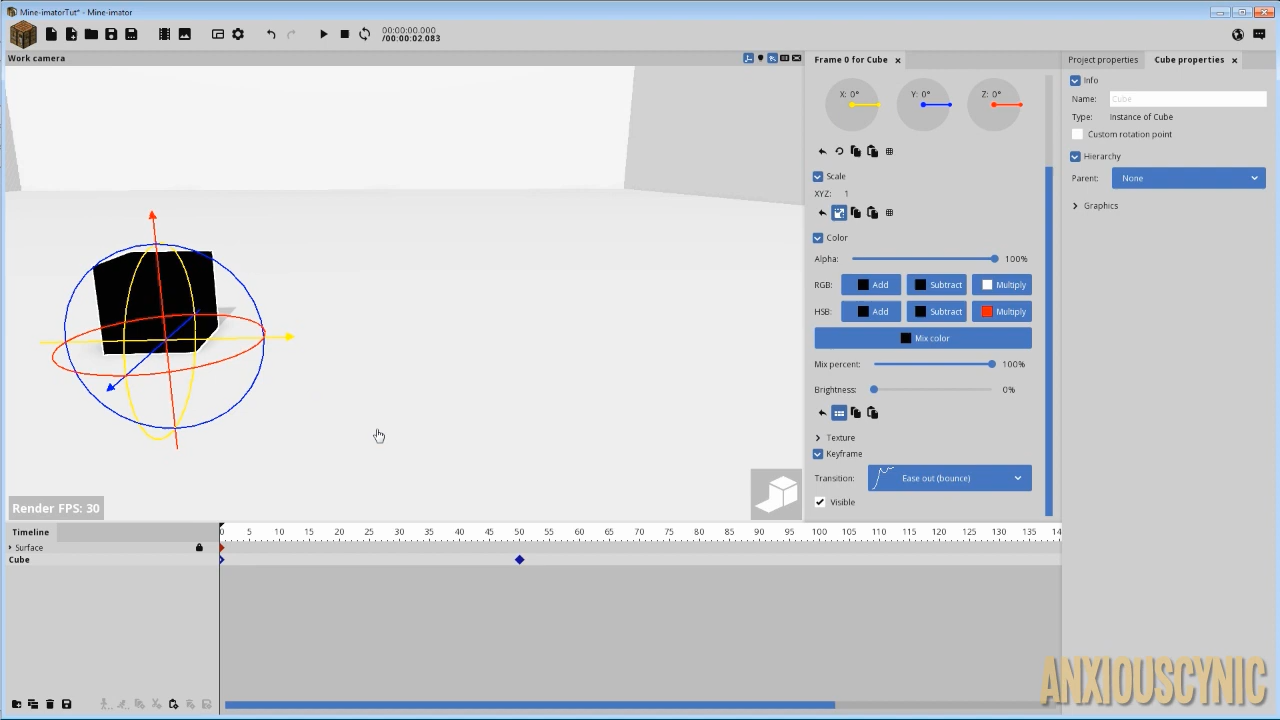 Mine-imatorTut* - Mine-imator
00:00:00.000
/00:00:02.083
Work camera
Frame 0 for Cube
Project properties
Cube properties
X: 0°
Y: 0°
Z: 0°
Info
Name: Cube
Type: Instance of Cube
Custom rotation point
Hierarchy
Parent: None
Graphics
Scale
XYZ: 1
Color
Alpha: 100%
RGB: Add Subtract Multiply
HSB: Add Subtract Multiply
Mix color
Mix percent: 100%
Brightness: 0%
Texture
Keyframe
Transition: Ease out (bounce)
Visible
Render FPS: 30
Timeline
0 5 10 15 20 25 30 35 40 45 50 55 60 65 70 75 80 85 90 95 100 105 110 115 120 125 130 135 14
Surface
Cube
ANXIOUSCYNIC